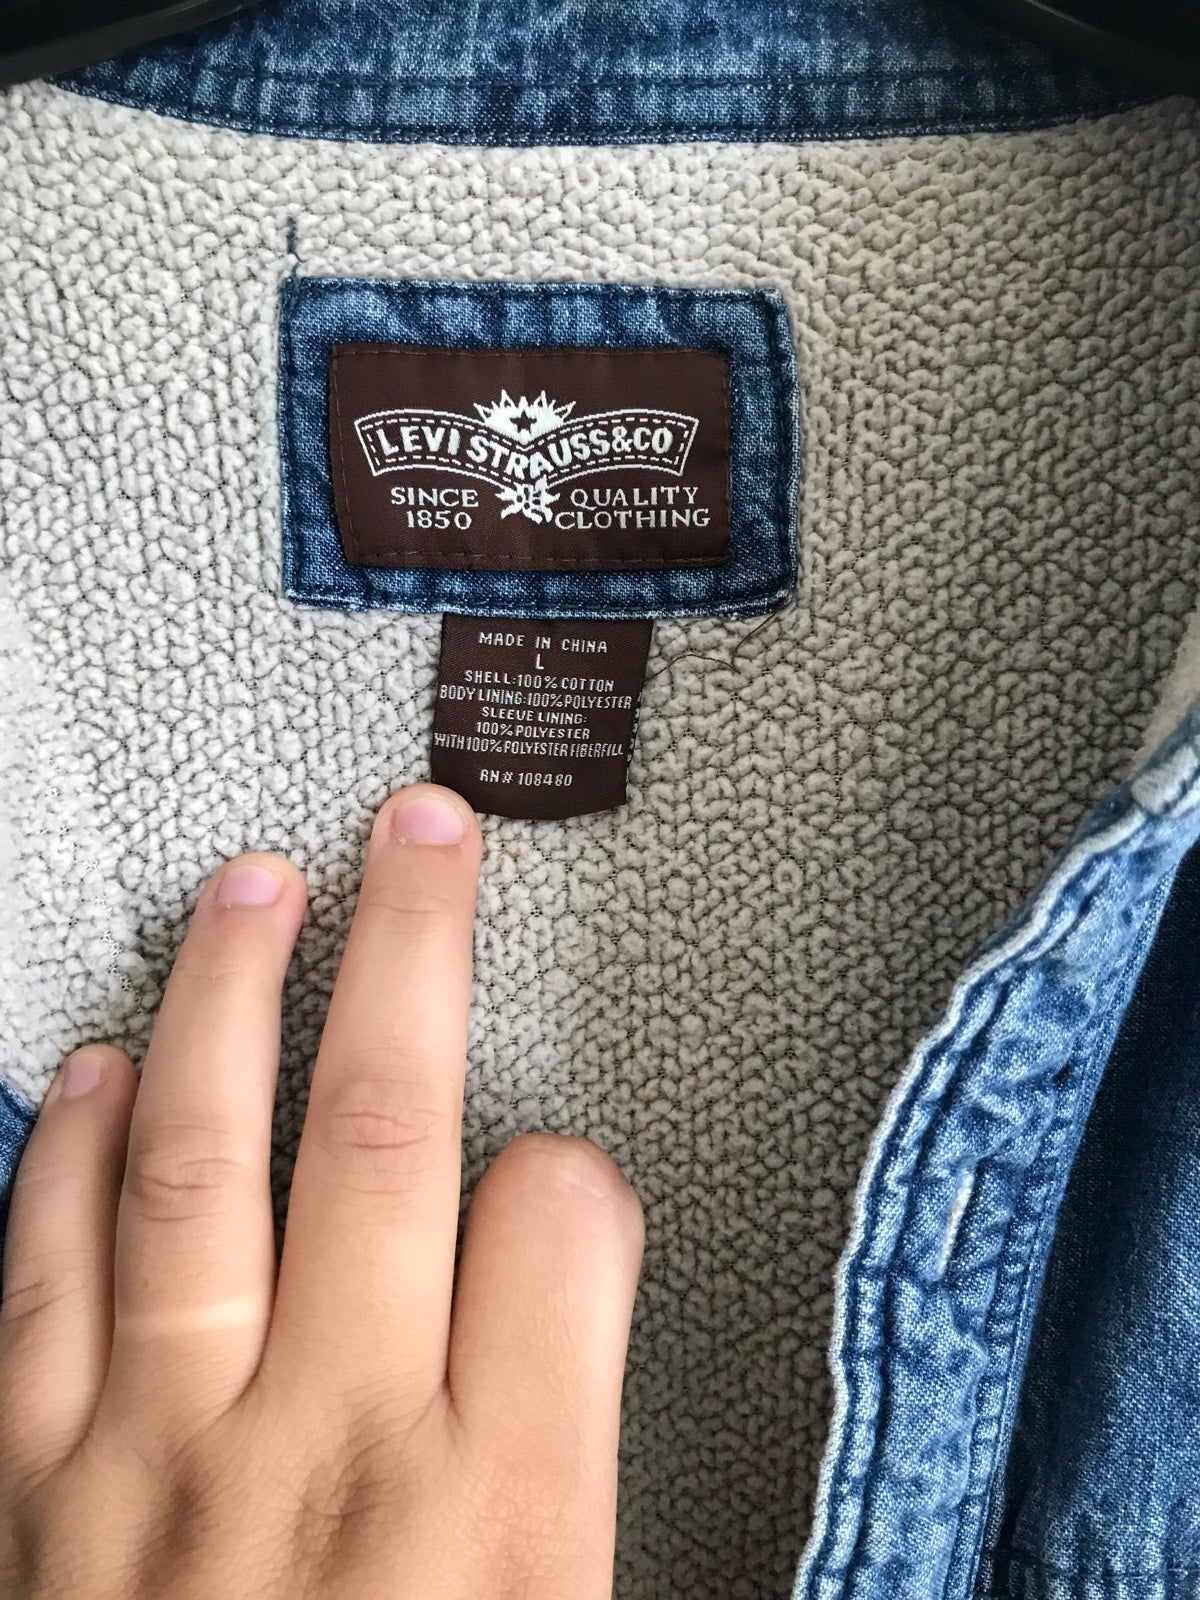 LEVI STRAUSS&CO
SINCE
1850
QUALITY
CLOTHING
MADE IN CHINA
L
SHELL:100% COTTON
BODY LINING:100% POLYESTER
SLEEVE LINING:
100% POLYESTER
WITH 100% POLYESTER FIBERFILL
RN# 108480